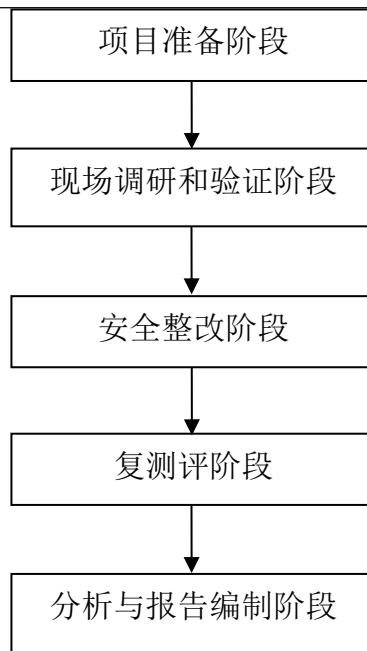 项目准备阶段
现场调研和验证阶段
安全整改阶段
复测评阶段
分析与报告编制阶段